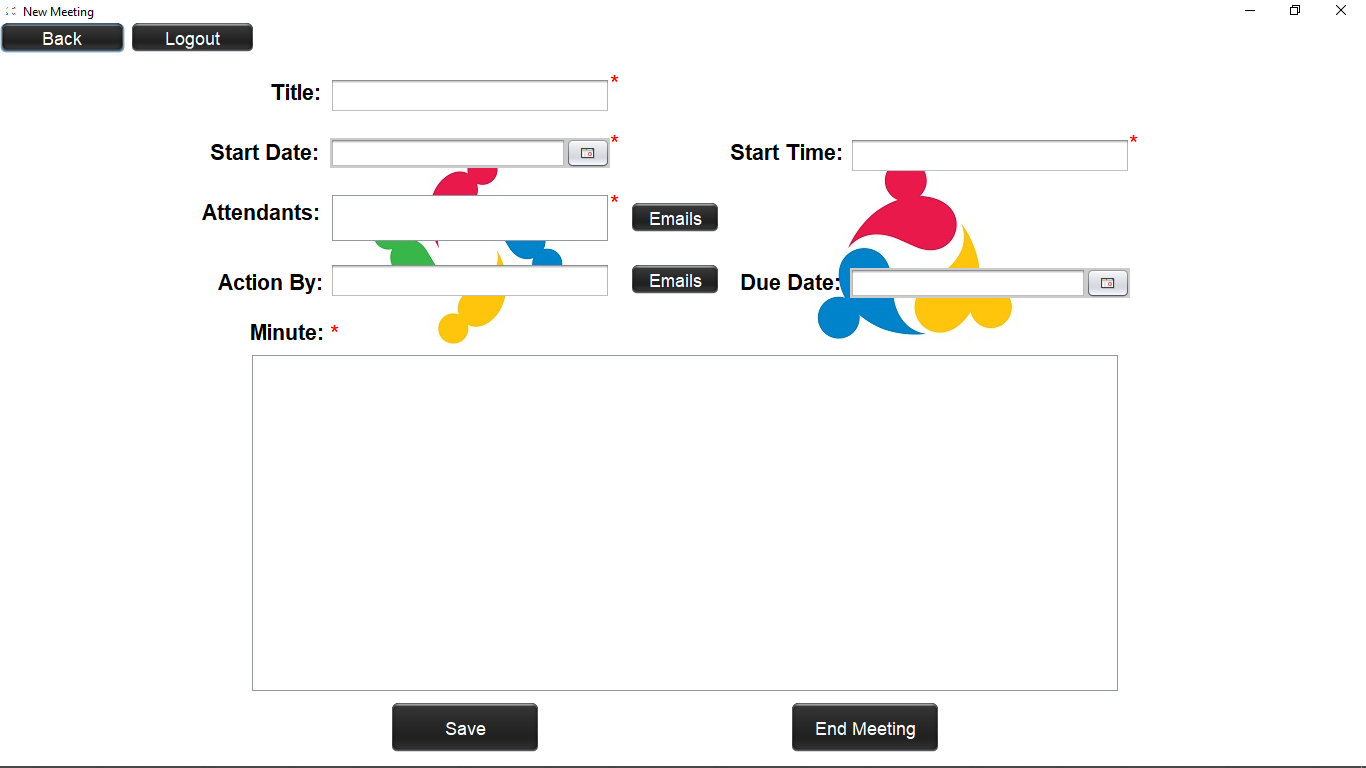 New Meeting
Back Logout
Title: *
Start Date: * Start Time: *
Attendants: * Emails
Action By: Emails Due Date:
Minute: *
Save End Meeting